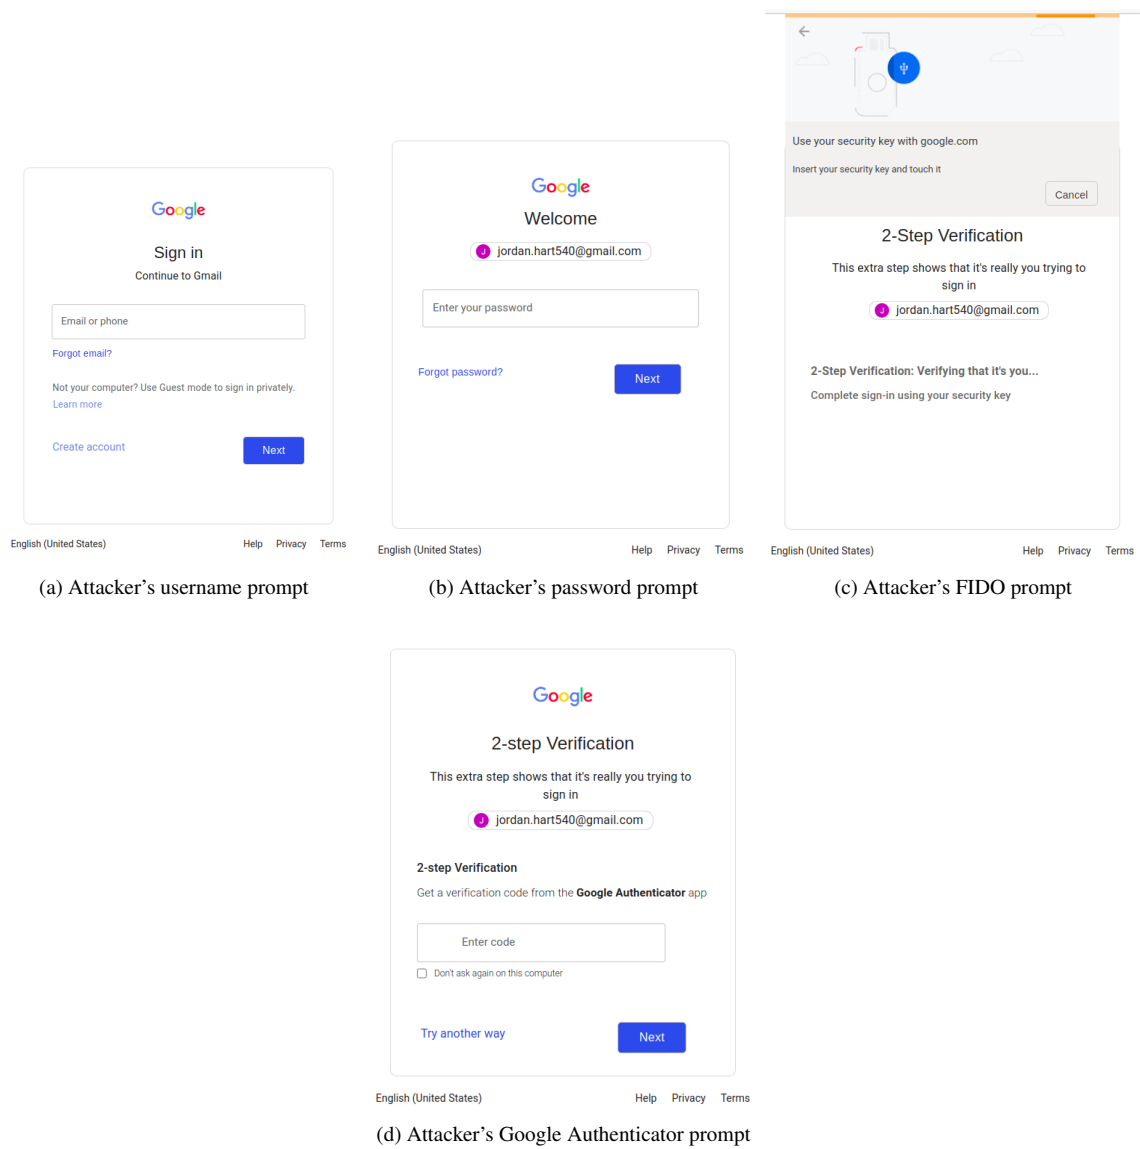 Google
Sign in
Continue to Gmail
Email or phone
Forgot email?
Not your computer? Use Guest mode to sign in privately.
Learn more
Create account
Next
English (United States)
Help Privacy Terms
(a) Attacker's username prompt
Google
Welcome
J jordan.hart540@gmail.com
Enter your password
Forgot password?
Next
English (United States)
Help Privacy Terms
(b) Attacker's password prompt
Use your security key with google.com
Insert your security key and touch it
Cancel
2-Step Verification
This extra step shows that it's really you trying to
sign in
J jordan.hart540@gmail.com
2-Step Verification: Verifying that it's you...
Complete sign-in using your security key
English (United States)
Help Privacy Terms
(c) Attacker's FIDO prompt
Google
2-step Verification
This extra step shows that it's really you trying to
sign in
J jordan.hart540@gmail.com
2-step Verification
Get a verification code from the Google Authenticator app
Enter code
Don't ask again on this computer
Try another way
Next
English (United States)
Help Privacy Terms
(d) Attacker's Google Authenticator prompt